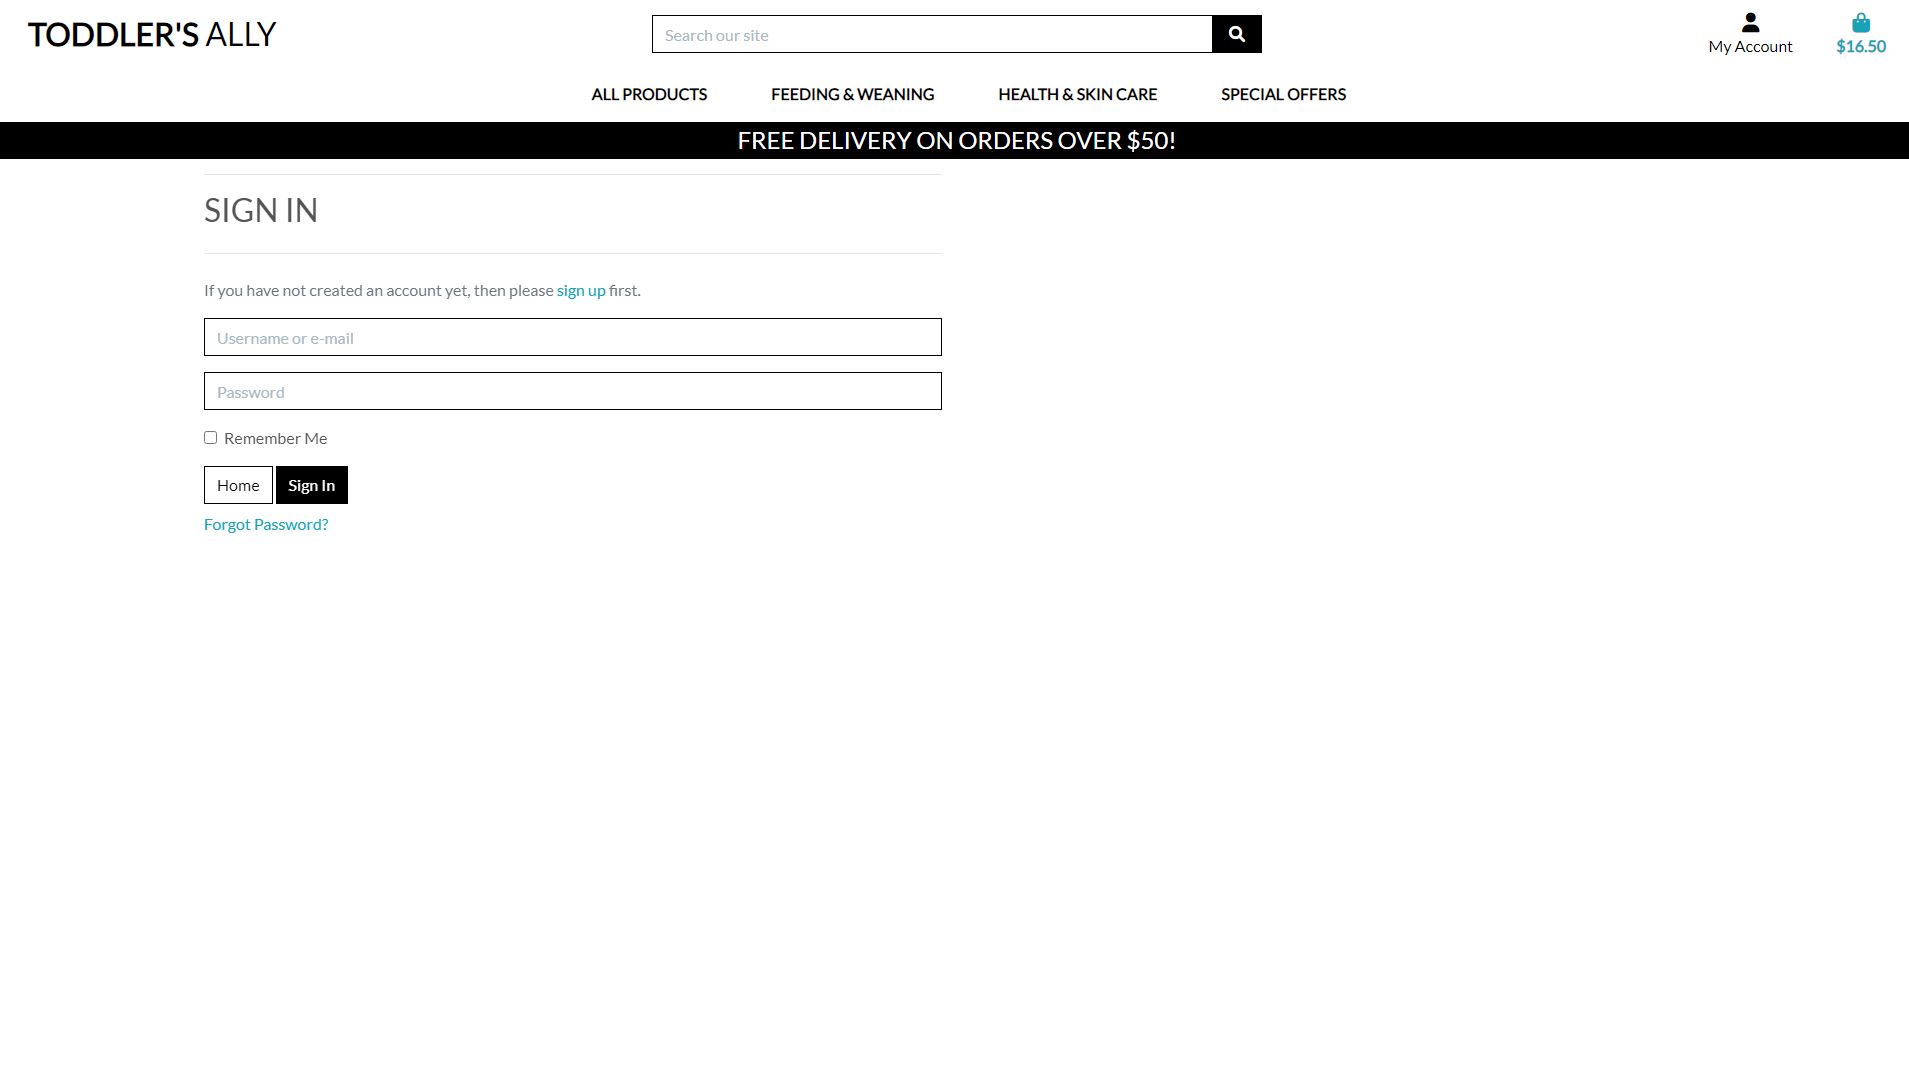 TODDLER'S ALLY
Search our site
My Account
$16.50
ALL PRODUCTS
FEEDING & WEANING
HEALTH & SKIN CARE
SPECIAL OFFERS
FREE DELIVERY ON ORDERS OVER $50!
SIGN IN
If you have not created an account yet, then please sign up first.
Username or e-mail
Password
Remember Me
Home
Sign In
Forgot Password?